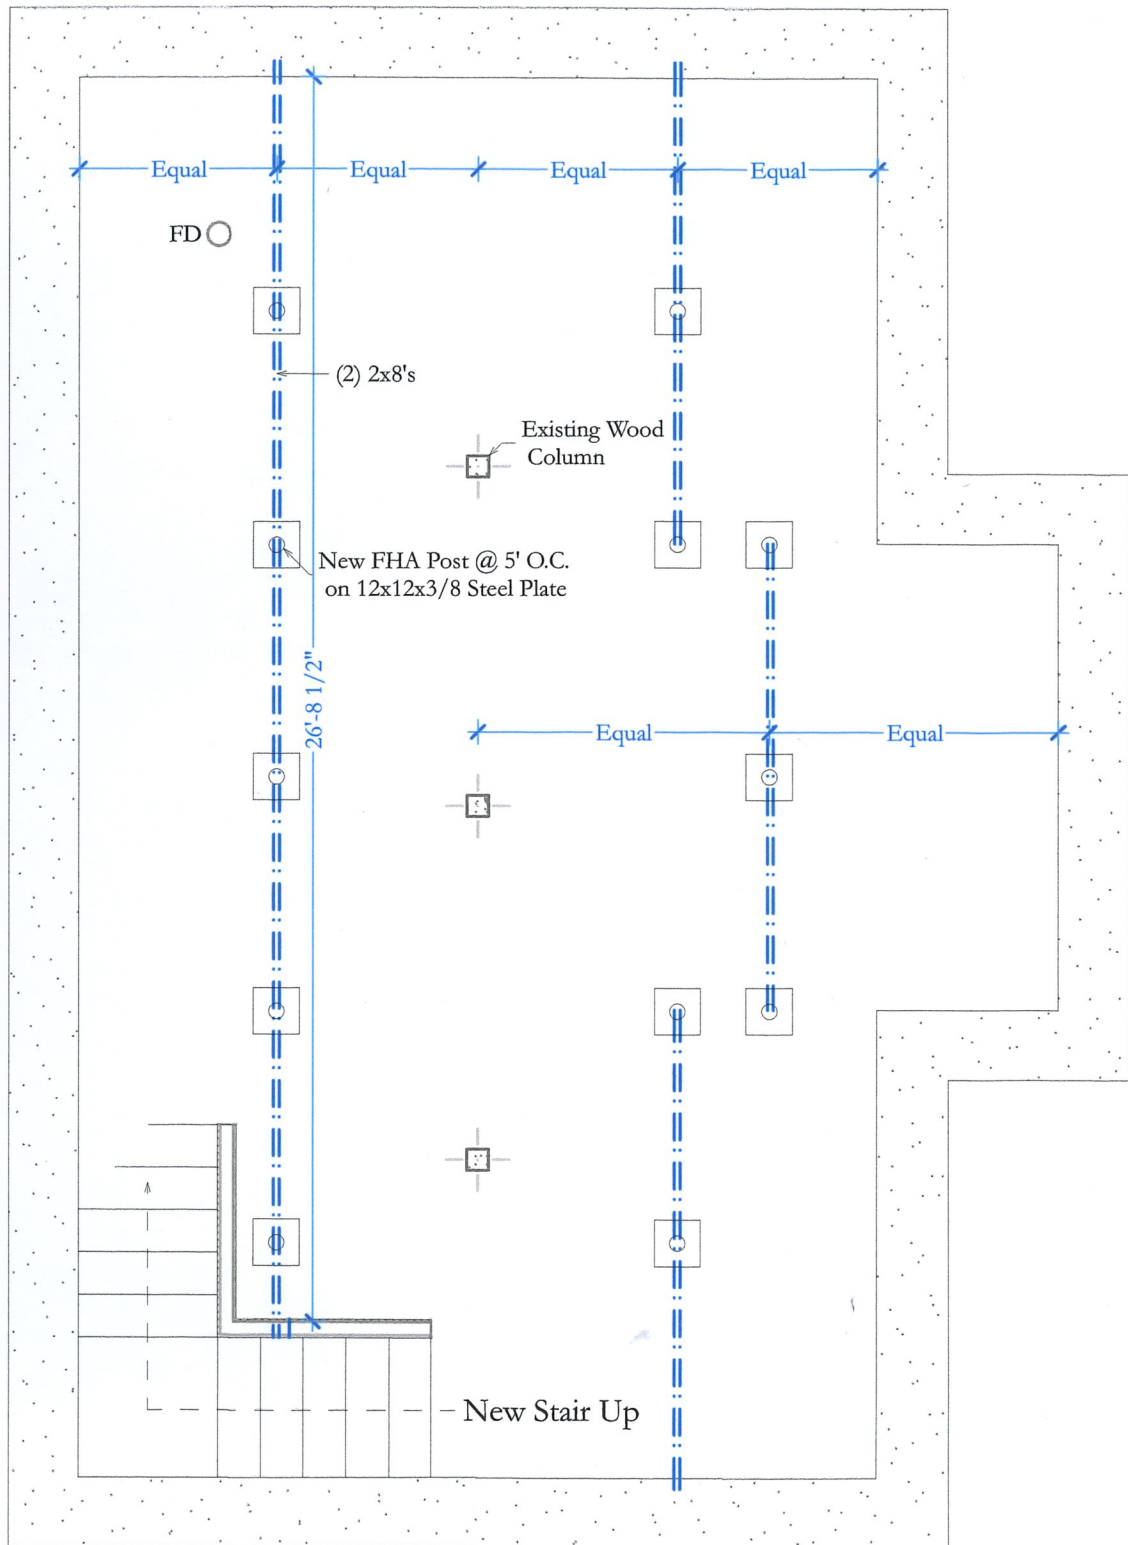 Equal
Equal
Equal
Equal
FD
(2) 2x8's
Existing Wood
Column
New FHA Post @ 5' O.C.
on 12x12x3/8 Steel Plate
26'-8 1/2"
Equal
Equal
New Stair Up